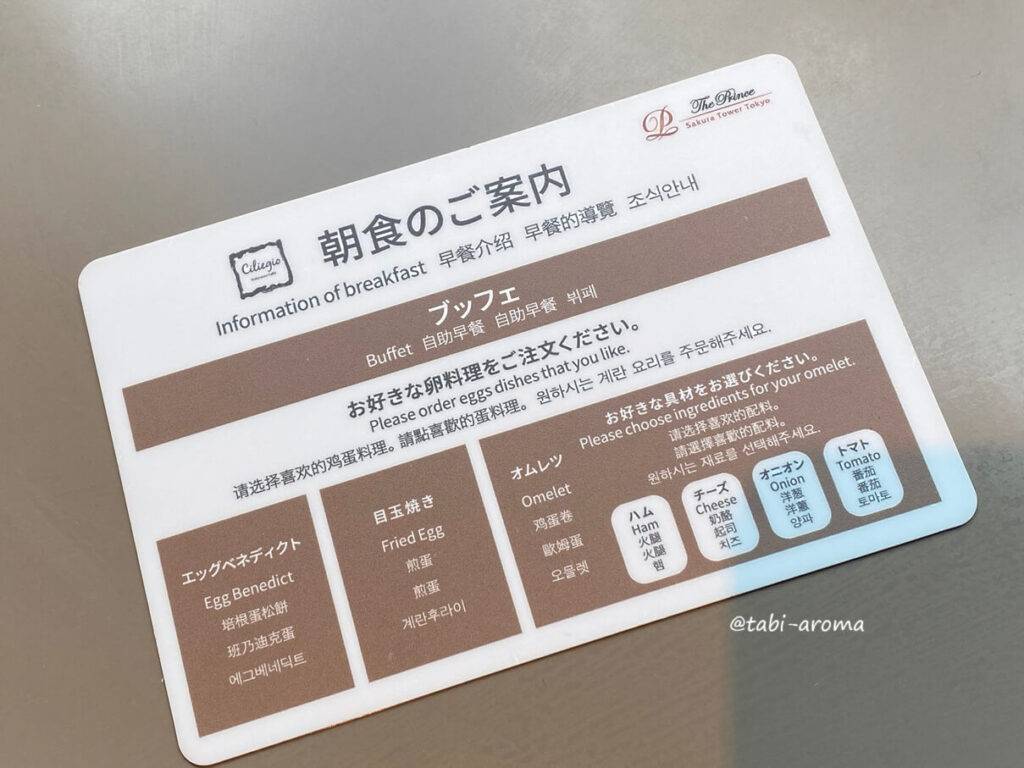 The Prince
Sakura Tower Tokyo
朝食のご案内
Ciliegio
Information of breakfast 早餐介绍 早餐的導覽 조식안내
ブッフェ
Buffet 自助早餐 自助早餐 뷔페
お好きな卵料理をご注文ください。
Please order eggs dishes that you like.
请选择喜欢的鸡蛋料理。請點喜歡的蛋料理。 원하시는 계란 요리를 주문해주세요.
エッグベネディクト
Egg Benedict
培根蛋松餅
班乃迪克蛋
에그베네딕트
目玉焼き
Fried Egg
煎蛋
煎蛋
계란후라이
オムレツ
Omelet
鸡蛋卷
歐姆蛋
오믈렛
お好きな具材をお選びください。
Please choose ingredients for your omelet.
请选择喜欢的配料。
請選擇喜歡的配料。
원하시는 재료를 선택해주세요.
ハム
Ham
火腿
火腿
햄
チーズ
Cheese
奶酪
起司
치즈
オニオン
Onion
洋葱
洋蔥
양파
トマト
Tomato
番茄
番茄
토마토
@tabi-aroma